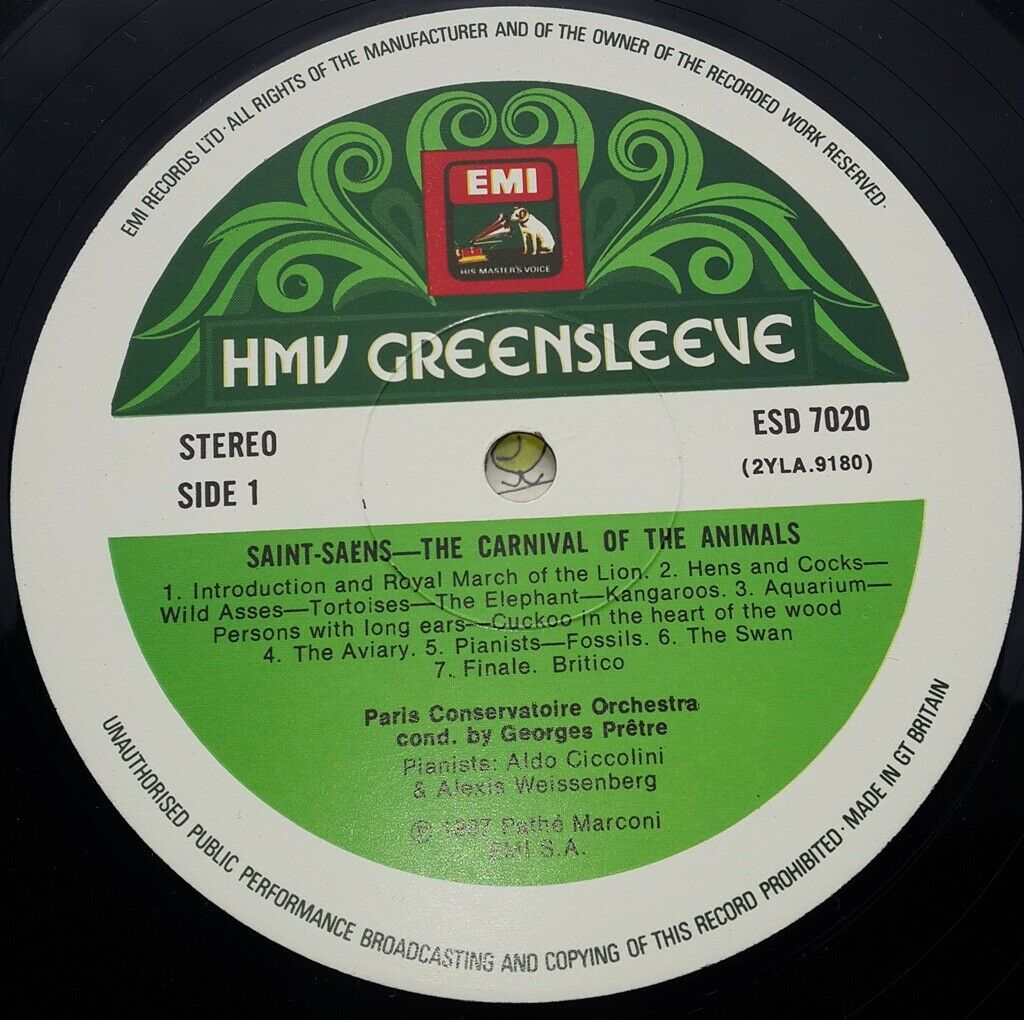 EMI RECORDS LTD· ALL RIGHTS OF THE MANUFACTURER AND OF THE OWNER OF THE RECORDED WORK RESERVED·
EMI
HIS MASTER'S VOICE
HMV GREENSLEEVE
STEREO
SIDE 1
ESD 7020
(2YLA.9180)
SAINT-SAËNS—THE CARNIVAL OF THE ANIMALS
1. Introduction and Royal March of the Lion. 2. Hens and Cocks—
Wild Asses—Tortoises—The Elephant—Kangaroos. 3. Aquarium—
Persons with long ears—Cuckoo in the heart of the wood
4. The Aviary. 5. Pianists—Fossils. 6. The Swan
7. Finale. Britico
Paris Conservatoire Orchestra
cond. by Georges Prêtre
Pianists: Aldo Ciccolini
& Alexis Weissenberg
℗ Pathé Marconi
EMI S.A.
UNAUTHORISED PUBLIC PERFORMANCE BROADCASTING AND COPYING OF THIS RECORD PROHIBITED· MADE IN GT BRITAIN